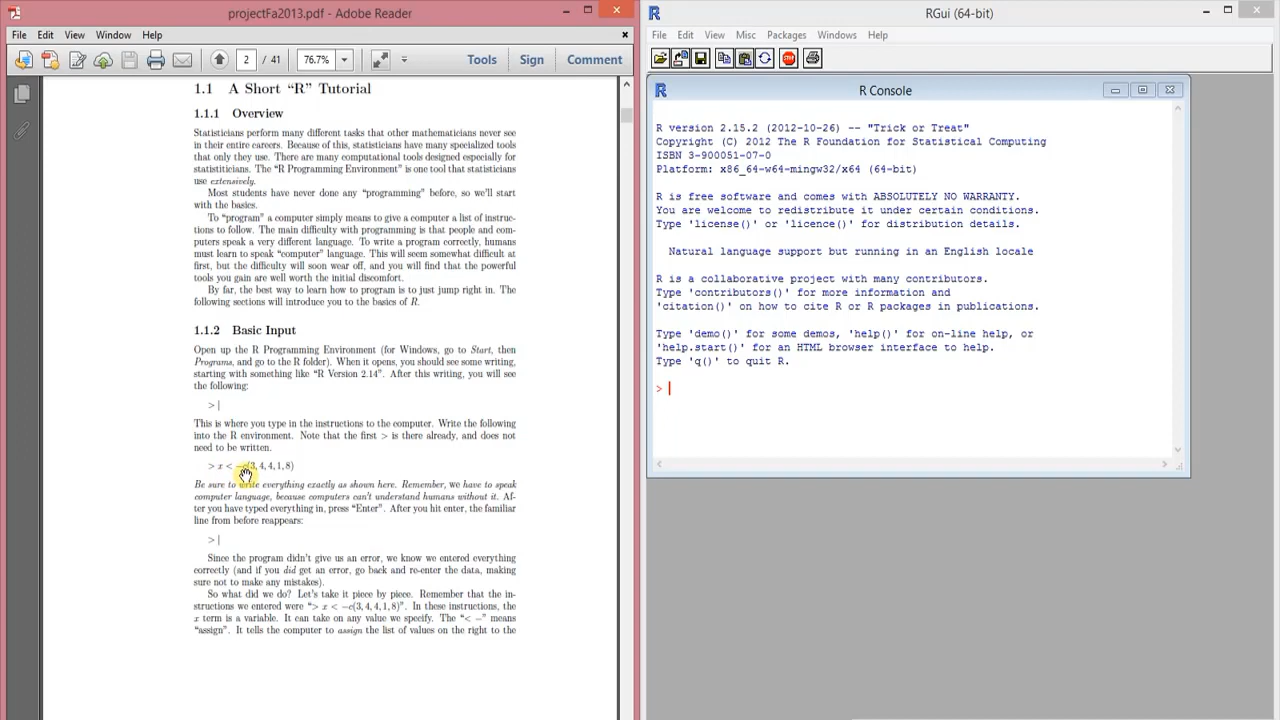 projectFa2013.pdf - Adobe Reader
File Edit View Window Help
2 / 41 76.7% Tools Sign Comment
1.1 A Short “R” Tutorial
1.1.1 Overview
Statisticians perform many different tasks that other mathematicians never see
in their entire careers. Because of this, statisticians have many specialized tools
that only they use. There are many computational tools designed especially for
statistiticians. The “R Programming Environment” is one tool that statisticians
use extensively.
Most students have never done any “programming” before, so we'll start
with the basics.
To “program” a computer simply means to give a computer a list of instruc-
tions to follow. The main difficulty with programming is that people and com-
puters speak a very different language. To write a program correctly, humans
must learn to speak “computer” language. This will seem somewhat difficult at
first, but the difficulty will soon wear off, and you will find that the powerful
tools you gain are well worth the initial discomfort.
By far, the best way to learn how to program is to just jump right in. The
following sections will introduce you to the basics of R.
1.1.2 Basic Input
Open up the R Programming Environment (for Windows, go to Start, then
Programs, and go to the R folder). When it opens, you should see some writing,
starting with something like “R Version 2.14”. After this writing, you will see
the following:
> |
This is where you type in the instructions to the computer. Write the following
into the R environment. Note that the first > is there already, and does not
need to be written.
> x < −c(3, 4, 4, 1, 8)
Be sure to write everything exactly as shown here. Remember, we have to speak
computer language, because computers can't understand humans without it. Af-
ter you have typed everything in, press “Enter”. After you hit enter, the familiar
line from before reappears:
> |
Since the program didn't give us an error, we know we entered everything
correctly (and if you did get an error, go back and re-enter the data, making
sure not to make any mistakes).
So what did we do? Let's take it piece by piece. Remember that the in-
structions we entered were “> x < −c(3, 4, 4, 1, 8)”. In these instructions, the
x term is a variable. It can take on any value we specify. The “< −” means
“assign”. It tells the computer to assign the list of values on the right to the
RGui (64-bit)
File Edit View Misc Packages Windows Help
STOP
R Console
R version 2.15.2 (2012-10-26) -- "Trick or Treat"
Copyright (C) 2012 The R Foundation for Statistical Computing
ISBN 3-900051-07-0
Platform: x86_64-w64-mingw32/x64 (64-bit)
R is free software and comes with ABSOLUTELY NO WARRANTY.
You are welcome to redistribute it under certain conditions.
Type 'license()' or 'licence()' for distribution details.
Natural language support but running in an English locale
R is a collaborative project with many contributors.
Type 'contributors()' for more information and
'citation()' on how to cite R or R packages in publications.
Type 'demo()' for some demos, 'help()' for on-line help, or
'help.start()' for an HTML browser interface to help.
Type 'q()' to quit R.
> |